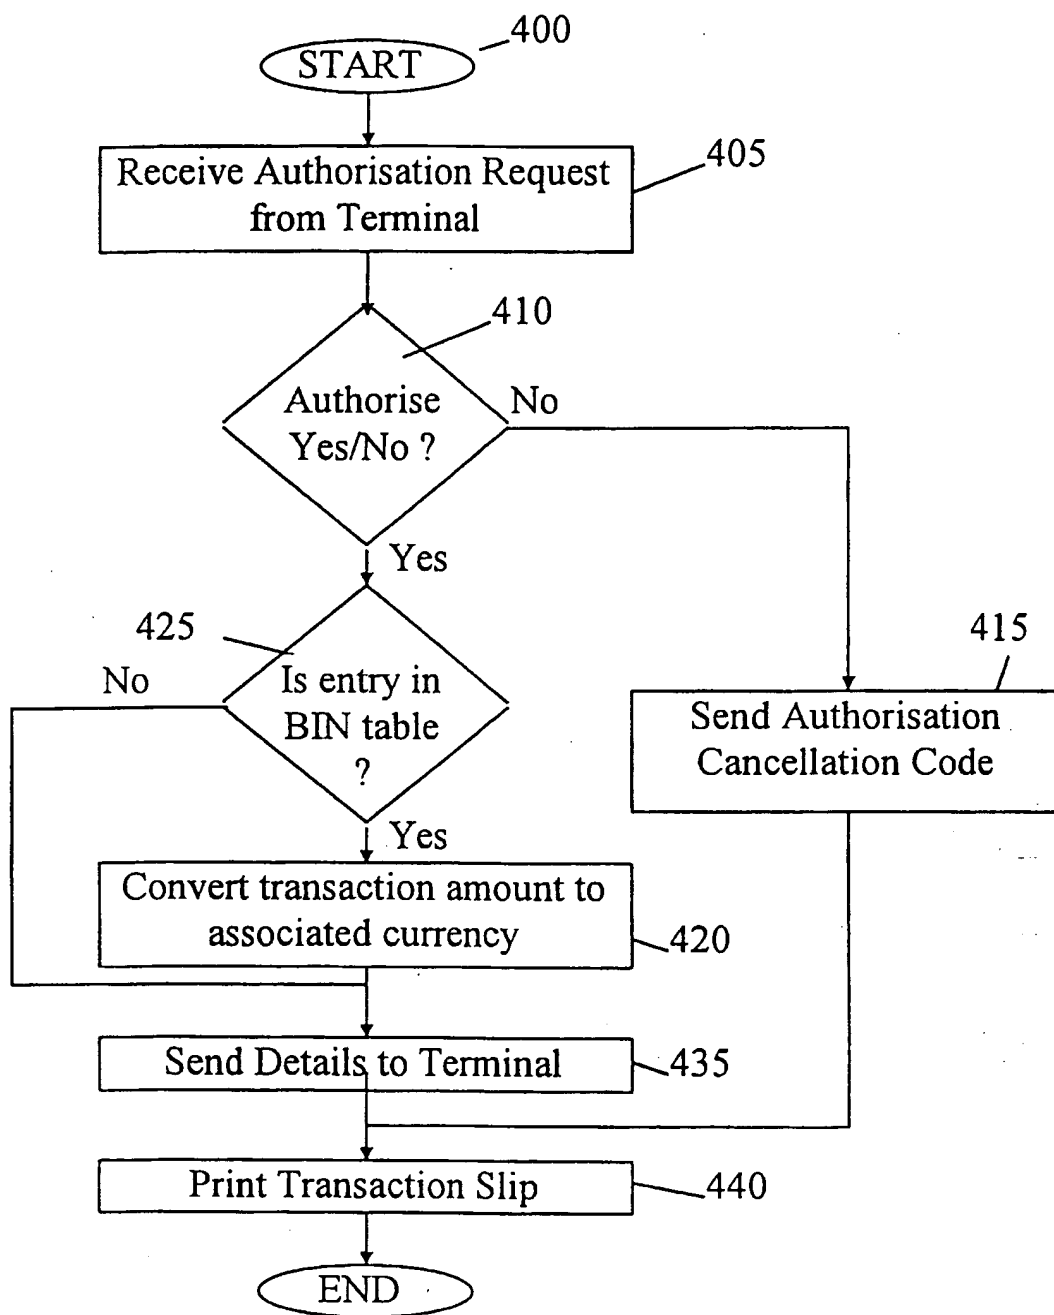 400
START
405
Receive Authorisation Request
from Terminal
410
Authorise
Yes/No ?
No
Yes
425
No
Is entry in
BIN table
?
415
Send Authorisation
Cancellation Code
Yes
Convert transaction amount to
associated currency
420
Send Details to Terminal
435
Print Transaction Slip
440
END